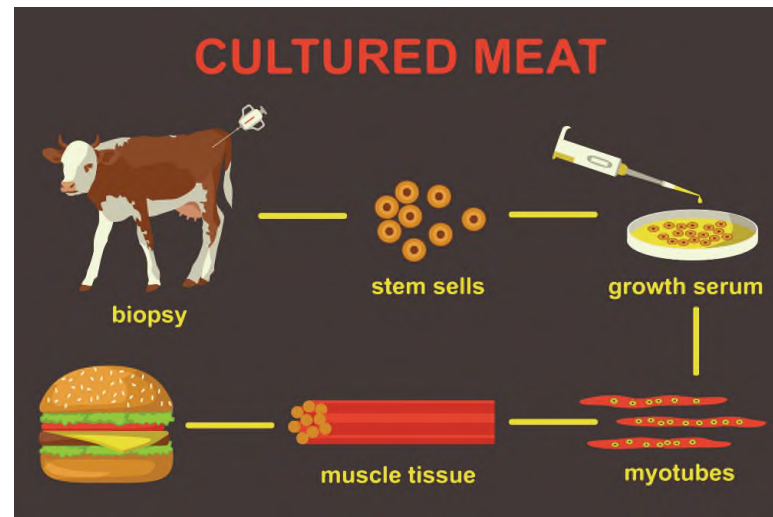 CULTURED MEAT
biopsy
stem sells
growth serum
muscle tissue
myotubes